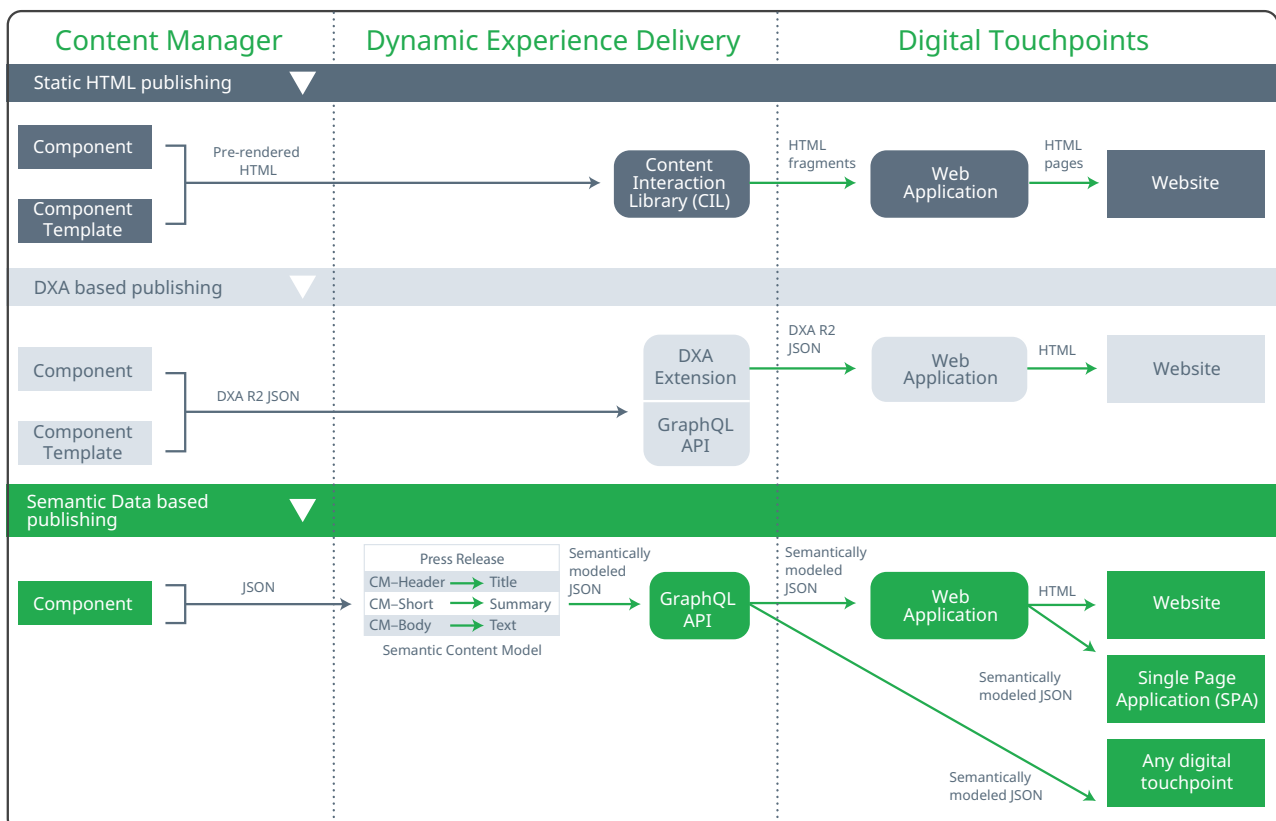 Content Manager
Dynamic Experience Delivery
Digital Touchpoints
Static HTML publishing
Component
Component
Template
Pre-rendered
HTML
Content
Interaction
Library (CIL)
HTML
fragments
Web
Application
HTML
pages
Website
DXA based publishing
Component
Component
Template
DXA R2 JSON
DXA
Extension
GraphQL
API
DXA R2
JSON
Web
Application
HTML
Website
Semantic Data based
publishing
Component
JSON
Press Release
CM–Header Title
CM–Short Summary
CM–Body Text
Semantic Content Model
Semantically
modeled
JSON
GraphQL
API
Semantically
modeled
JSON
Web
Application
HTML
Website
Semantically
modeled JSON
Single Page
Application (SPA)
Semantically
modeled JSON
Any digital
touchpoint